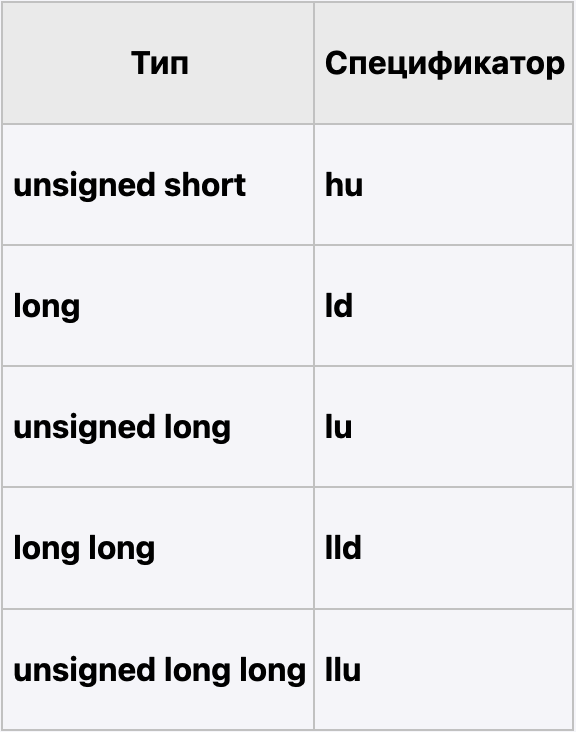 Тип Спецификатор
unsigned short hu
long ld
unsigned long lu
long long lld
unsigned long long llu